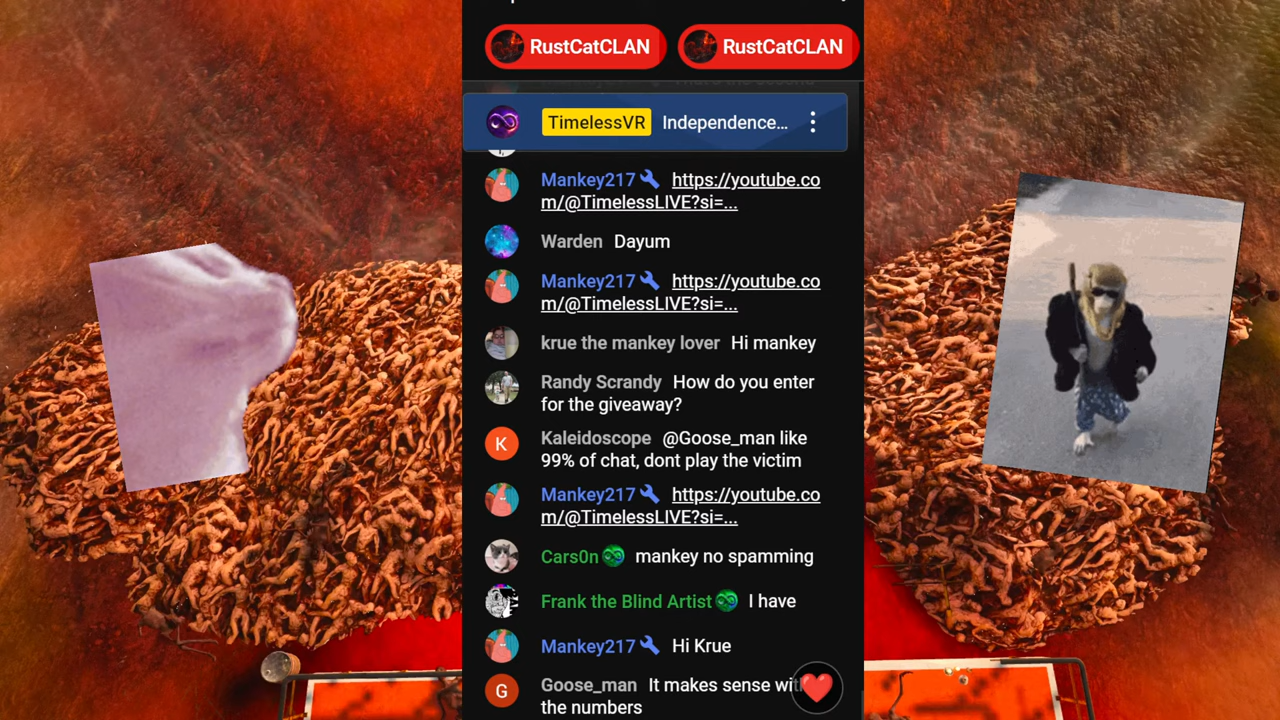 RustCatCLAN RustCatCLAN
TimelessVR Independence...
Mankey217 https://youtube.co
m/@TimelessLIVE?si=...
Warden Dayum
Mankey217 https://youtube.co
m/@TimelessLIVE?si=...
krue the mankey lover Hi mankey
Randy Scrandy How do you enter
for the giveaway?
K Kaleidoscope @Goose_man like
99% of chat, dont play the victim
Mankey217 https://youtube.co
m/@TimelessLIVE?si=...
Cars0n mankey no spamming
Frank the Blind Artist I have
Mankey217 Hi Krue
G Goose_man It makes sense
the numbers